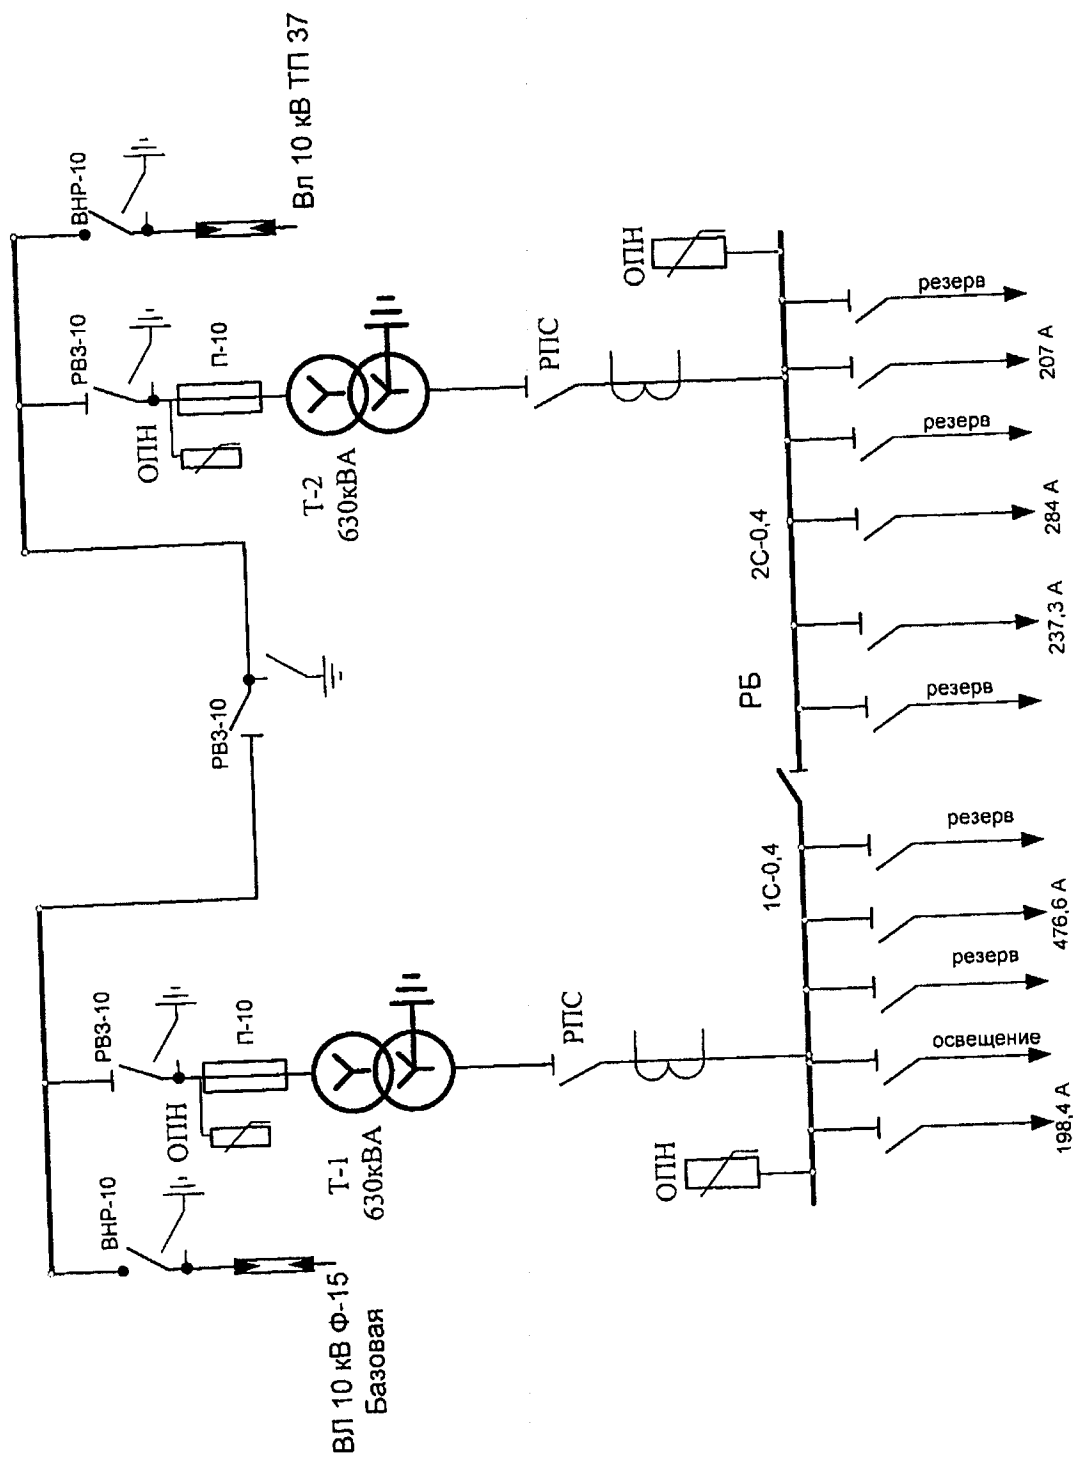 ВЛ 10 кВ Ф-15
Базовая
ВНР-10
РВЗ-10
ОПН
П-10
Т-1
630кВА
РПС
ОПН
РВЗ-10
РВЗ-10
ОПН
П-10
Т-2
630кВА
РПС
ВНР-10
Вл 10 кВ ТП 37
ОПН
1С-0,4
РБ
2С-0,4
198,4 А
освещение
резерв
476,6 А
резерв
резерв
237,3 А
284 А
резерв
207 А
резерв